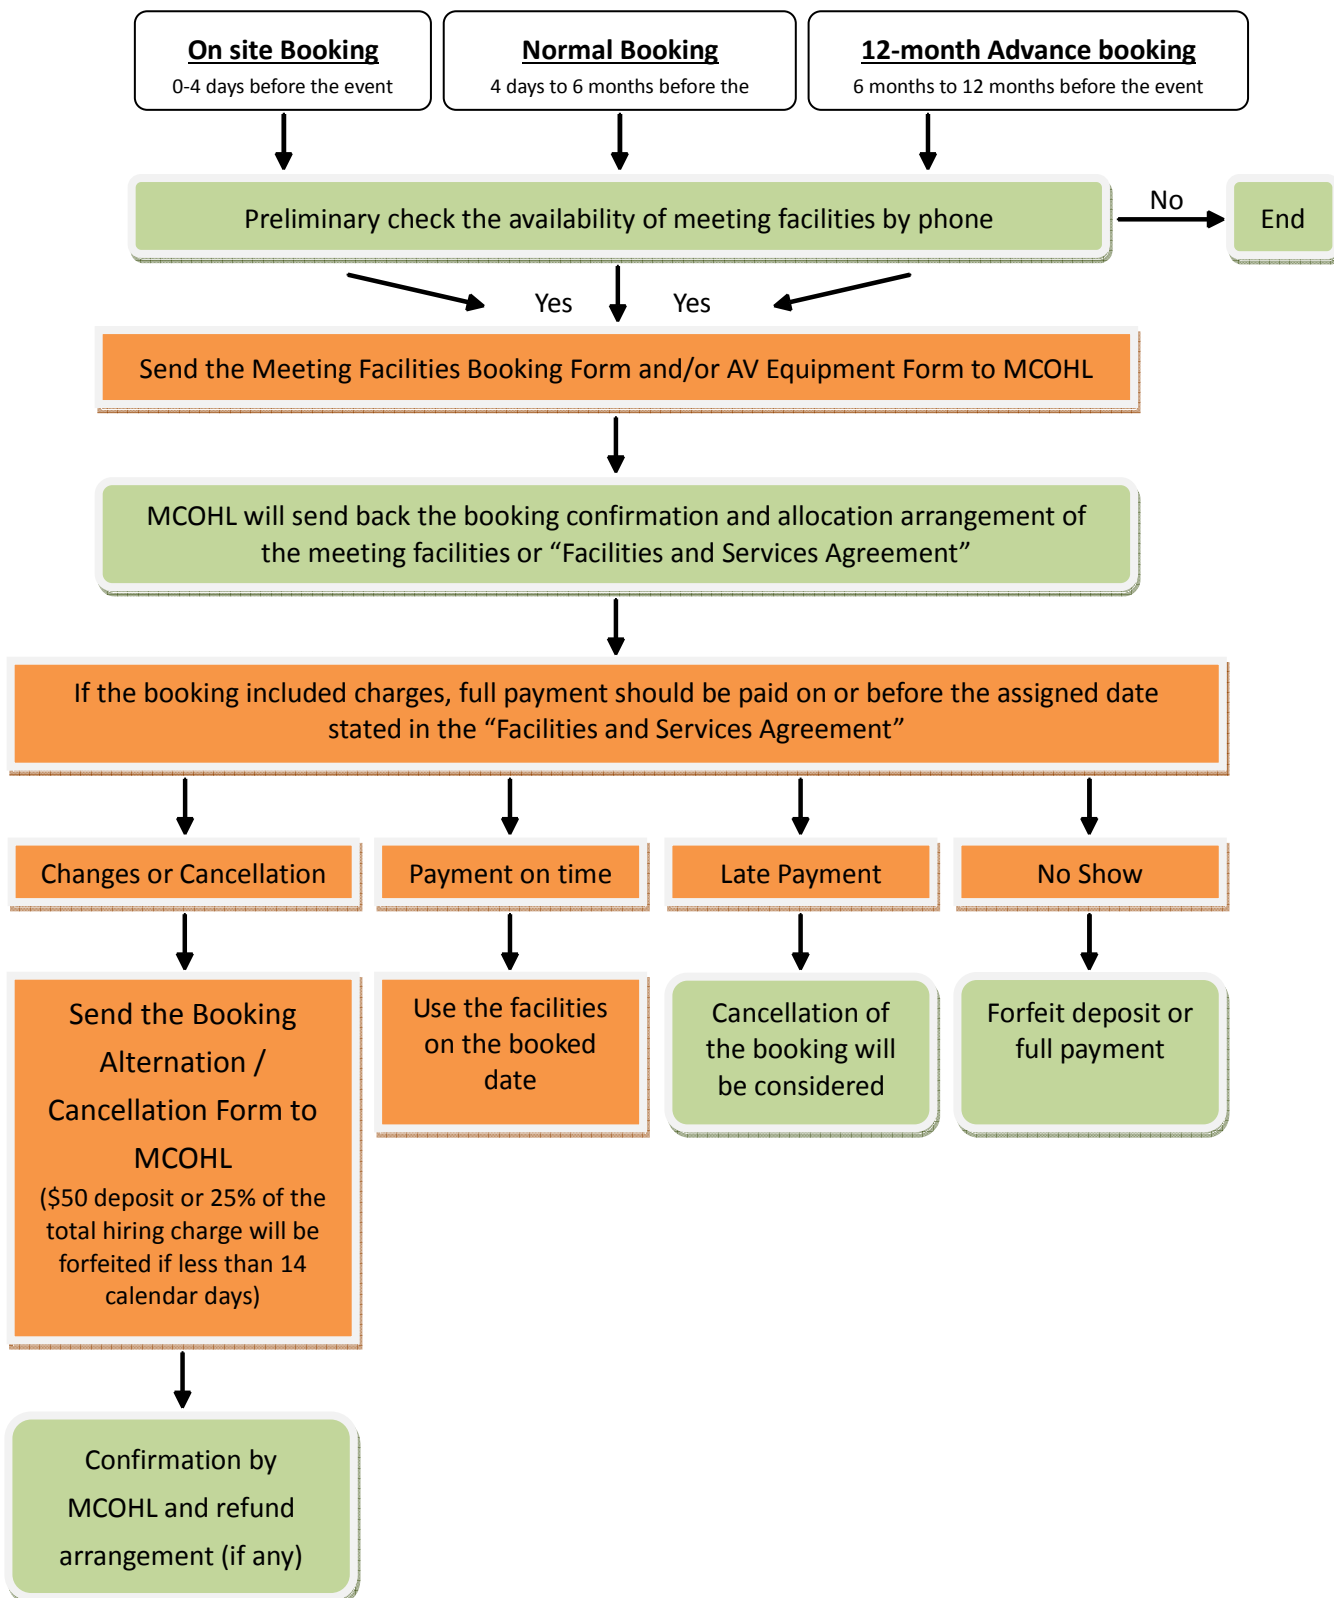 On site Booking
0-4 days before the event
Normal Booking
4 days to 6 months before the
12-month Advance booking
6 months to 12 months before the event
Preliminary check the availability of meeting facilities by phone
No
End
Yes
Yes
Send the Meeting Facilities Booking Form and/or AV Equipment Form to MCOHL
MCOHL will send back the booking confirmation and allocation arrangement of
the meeting facilities or “Facilities and Services Agreement”
If the booking included charges, full payment should be paid on or before the assigned date
stated in the “Facilities and Services Agreement”
Changes or Cancellation
Payment on time
Late Payment
No Show
Send the Booking
Alternation /
Cancellation Form to
MCOHL
($50 deposit or 25% of the
total hiring charge will be
forfeited if less than 14
calendar days)
Use the facilities
on the booked
date
Cancellation of
the booking will
be considered
Forfeit deposit or
full payment
Confirmation by
MCOHL and refund
arrangement (if any)